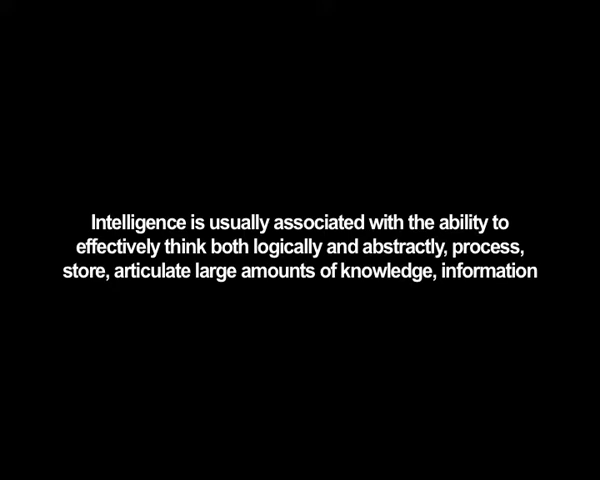 Intelligence is usually associated with the ability to
effectively think both logically and abstractly, process,
store, articulate large amounts of knowledge, information